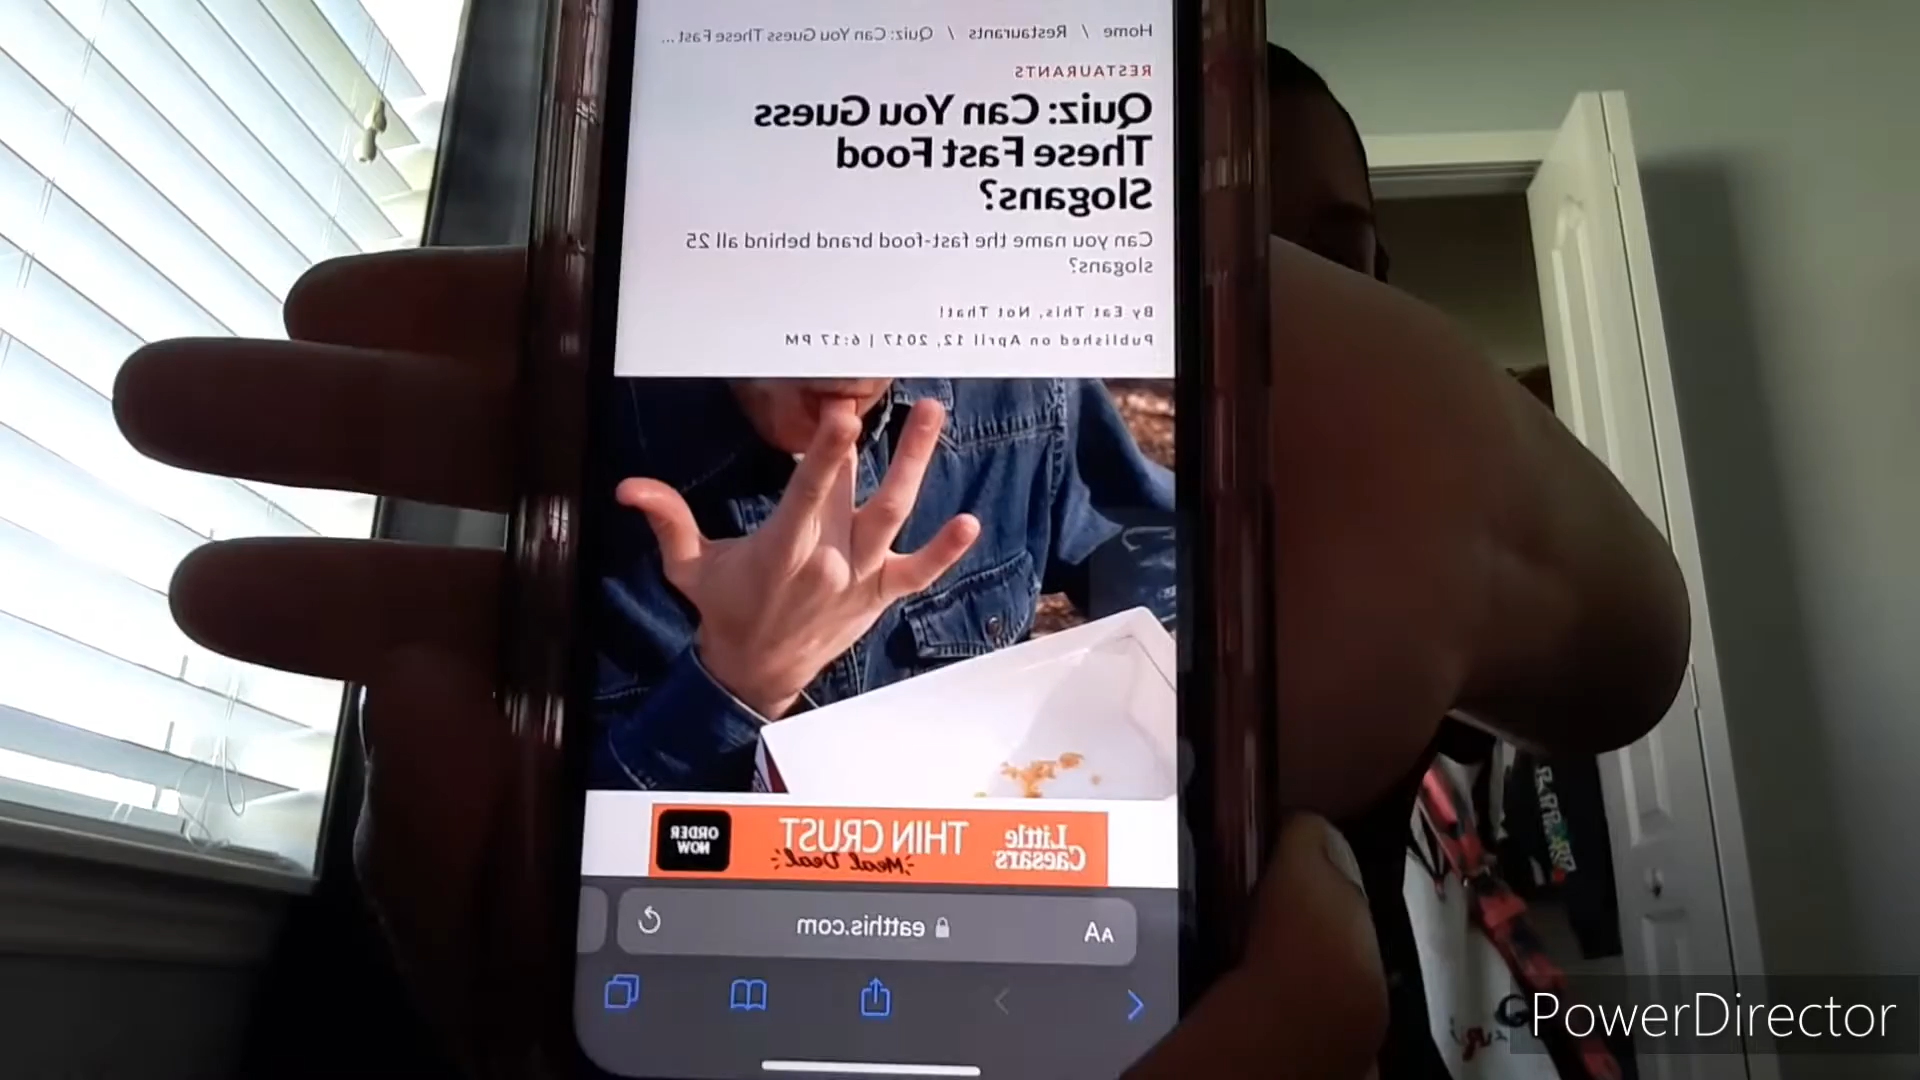 Home / Restaurants / Quiz: Can You Guess These Fast ...
RESTAURANTS
Quiz: Can You Guess
These Fast Food
Slogans?
Can you name the fast-food brand behind all 25
slogans?
By Eat This, Not That!
Published on April 12, 2017 | 6:17 PM
Little
Caesars
THIN CRUST
Meal Deal
ORDER
NOW
AA
eatthis.com
PowerDirector